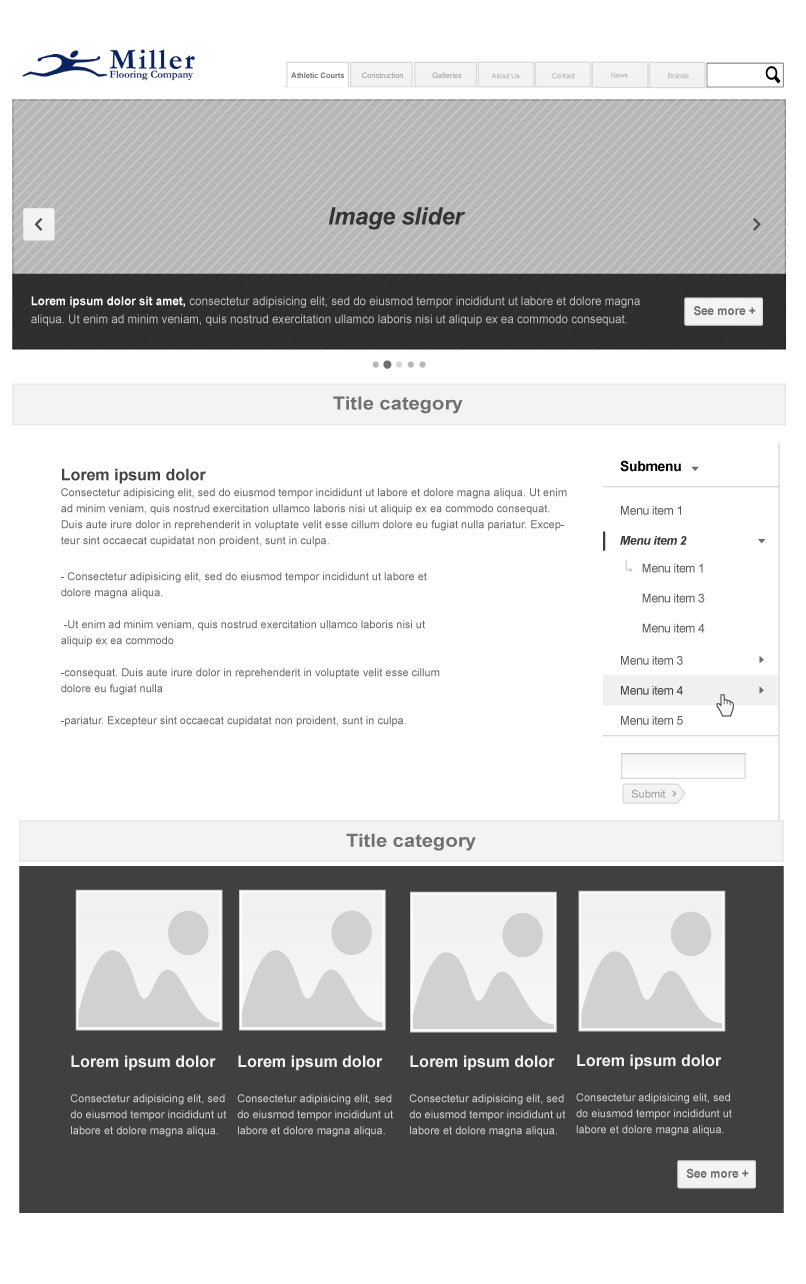 Miller
Flooring Company
Athletic Courts
Construction
Galleries
About Us
Contact
News
Brands
Image slider
Lorem ipsum dolor sit amet, consectetur adipisicing elit, sed do eiusmod tempor incididunt ut labore et dolore magna
aliqua. Ut enim ad minim veniam, quis nostrud exercitation ullamco laboris nisi ut aliquip ex ea commodo consequat.
See more +
Title category
Lorem ipsum dolor
Consectetur adipisicing elit, sed do eiusmod tempor incididunt ut labore et dolore magna aliqua. Ut enim
ad minim veniam, quis nostrud exercitation ullamco laboris nisi ut aliquip ex ea commodo consequat.
Duis aute irure dolor in reprehenderit in voluptate velit esse cillum dolore eu fugiat nulla pariatur. Excep-
teur sint occaecat cupidatat non proident, sunt in culpa.
- Consectetur adipisicing elit, sed do eiusmod tempor incididunt ut labore et
dolore magna aliqua.
-Ut enim ad minim veniam, quis nostrud exercitation ullamco laboris nisi ut
aliquip ex ea commodo
-consequat. Duis aute irure dolor in reprehenderit in voluptate velit esse cillum
dolore eu fugiat nulla
-pariatur. Excepteur sint occaecat cupidatat non proident, sunt in culpa.
Submenu
Menu item 1
Menu item 2
Menu item 1
Menu item 3
Menu item 4
Menu item 3
Menu item 4
Menu item 5
Submit
Title category
Lorem ipsum dolor
Consectetur adipisicing elit, sed
do eiusmod tempor incididunt ut
labore et dolore magna aliqua.
Lorem ipsum dolor
Consectetur adipisicing elit, sed
do eiusmod tempor incididunt ut
labore et dolore magna aliqua.
Lorem ipsum dolor
Consectetur adipisicing elit, sed
do eiusmod tempor incididunt ut
labore et dolore magna aliqua.
Lorem ipsum dolor
Consectetur adipisicing elit, sed
do eiusmod tempor incididunt ut
labore et dolore magna aliqua.
See more +